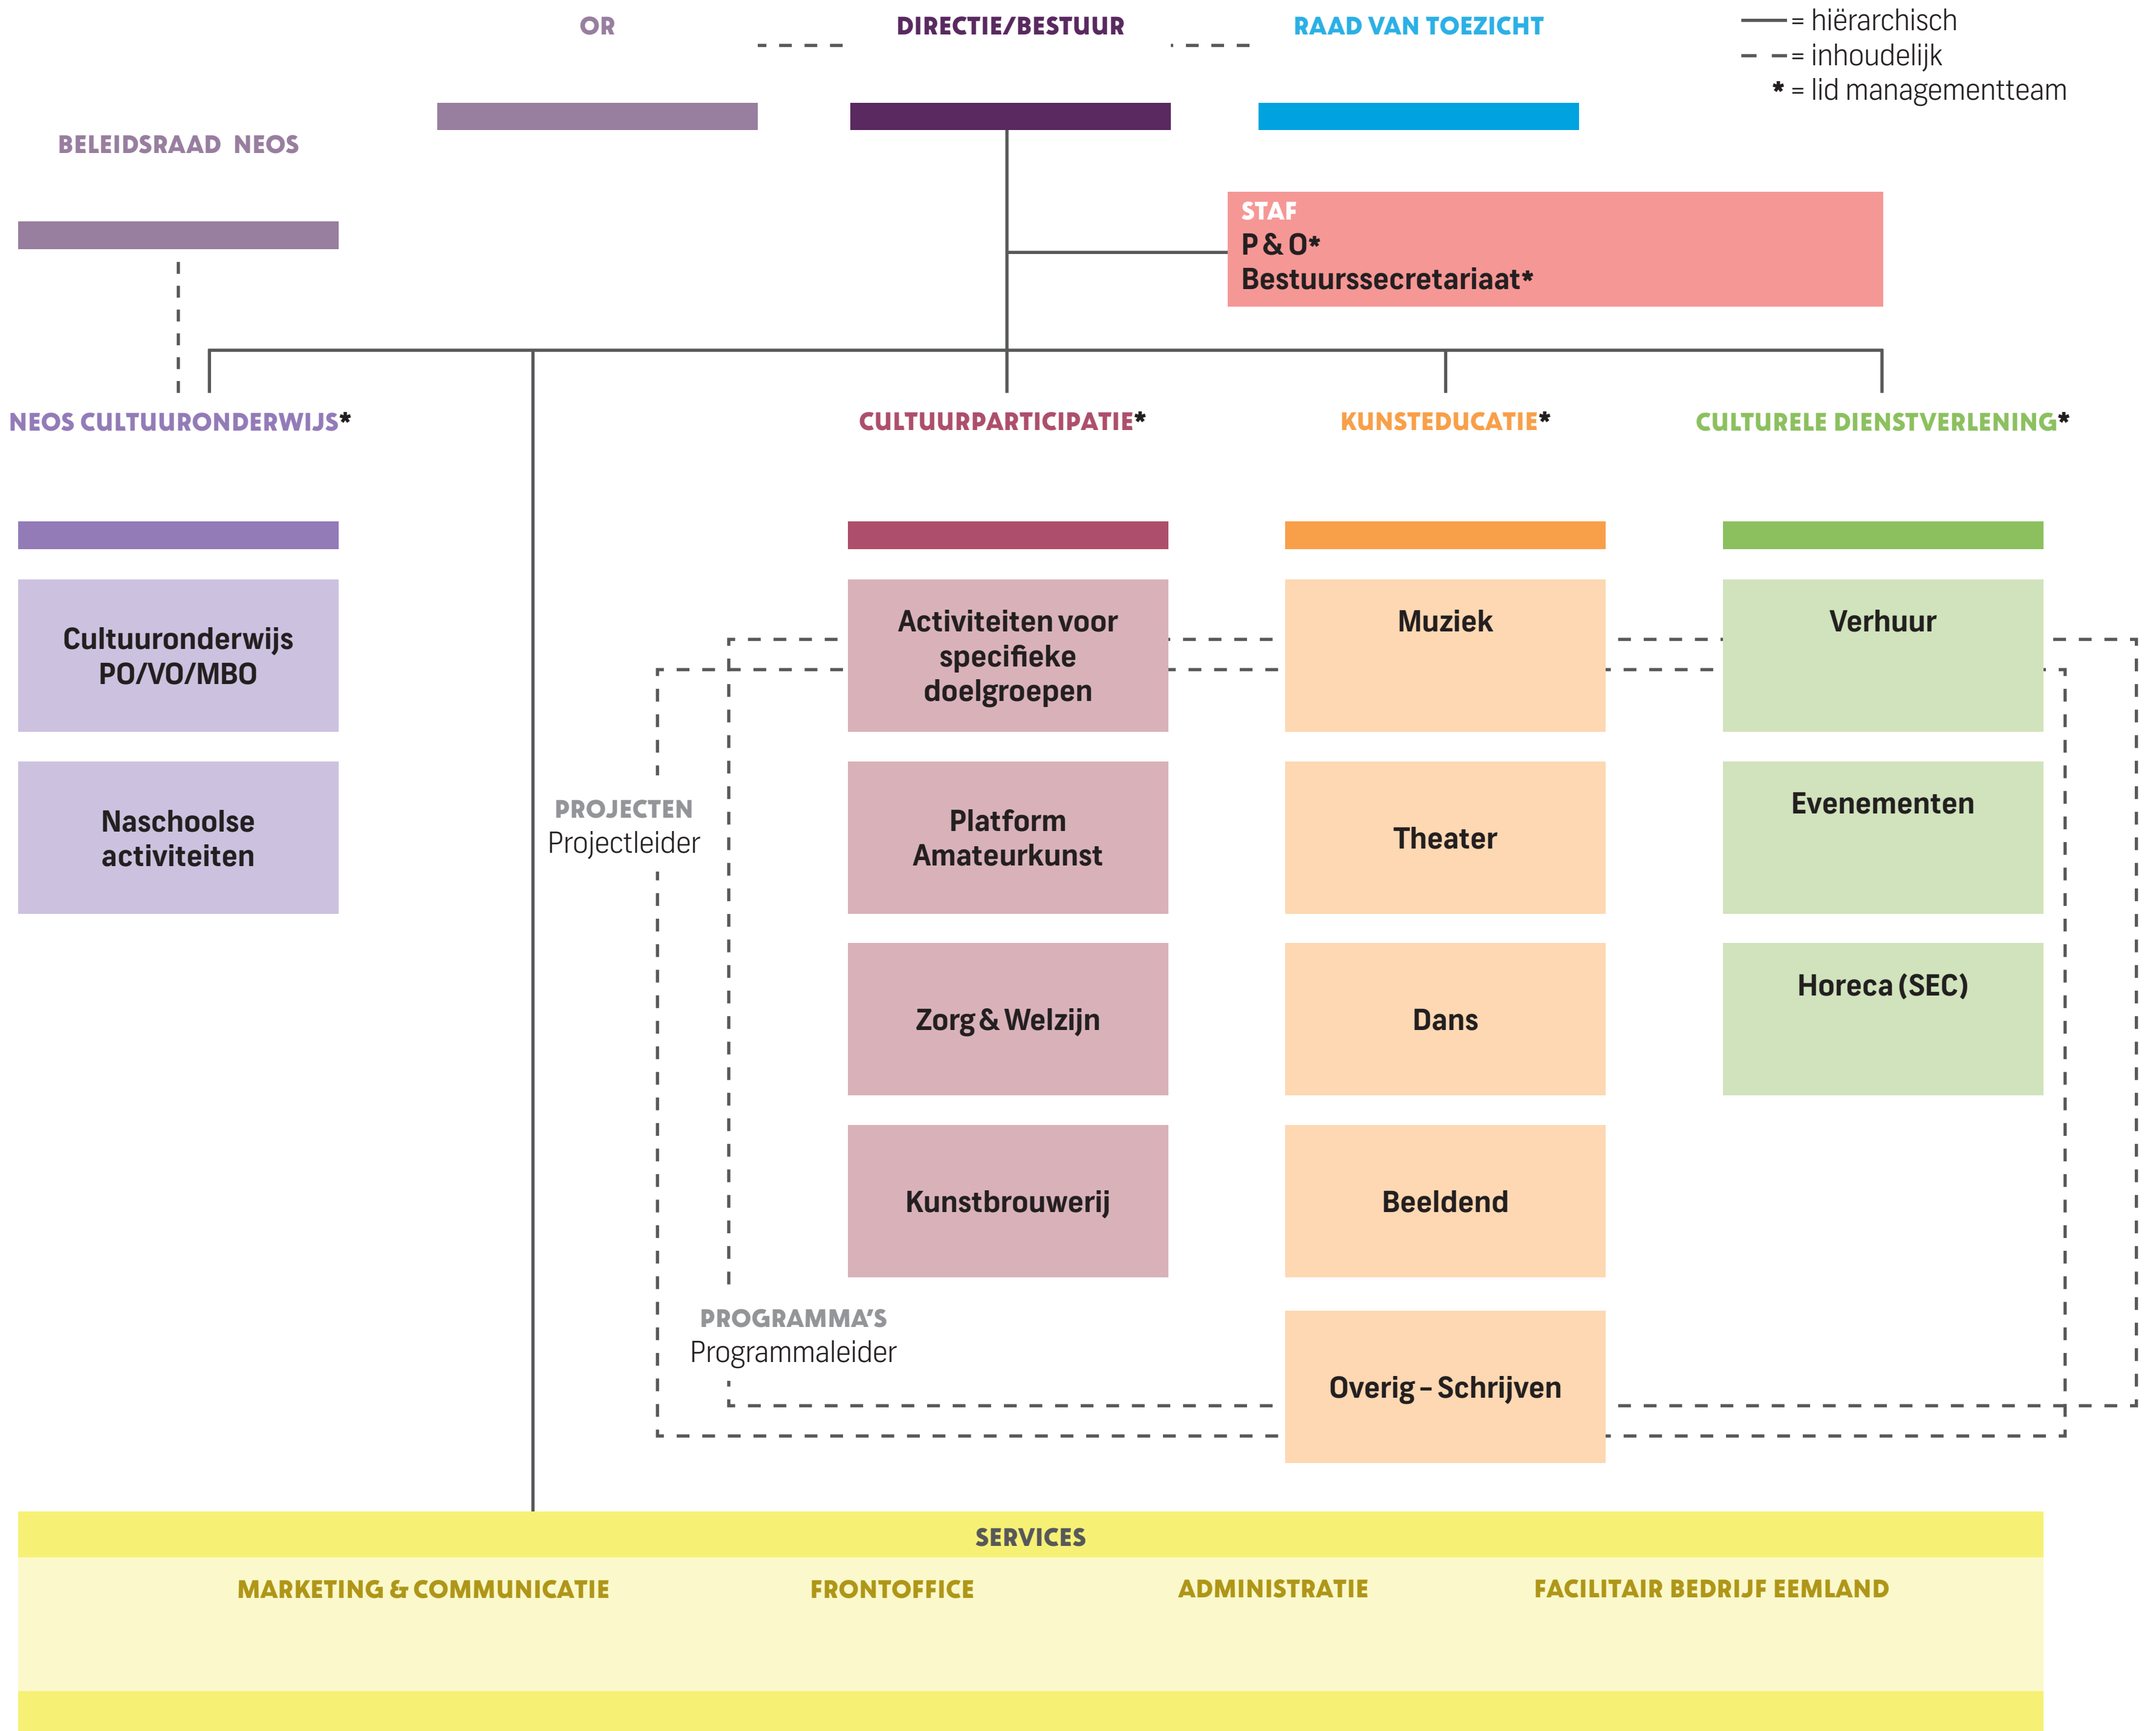 OR
DIRECTIE/BESTUUR
RAAD VAN TOEZICHT
= hiërarchisch
= inhoudelijk
* = lid managementteam
BELEIDSRAAD NEOS
STAF
P & O*
Bestuurssecretariaat*
NEOS CULTUURONDERWIJS*
CULTUURPARTICIPATIE*
KUNSTEDUCATIE*
CULTURELE DIENSTVERLENING*
Cultuuronderwijs
PO/VO/MBO
Naschoolse
activiteiten
PROJECTEN
Projectleider
PROGRAMMA’S
Programmaleider
Activiteiten voor
specifieke
doelgroepen
Platform
Amateurkunst
Zorg & Welzijn
Kunstbrouwerij
Muziek
Theater
Dans
Beeldend
Overig – Schrijven
Verhuur
Evenementen
Horeca (SEC)
SERVICES
MARKETING & COMMUNICATIE
FRONTOFFICE
ADMINISTRATIE
FACILITAIR BEDRIJF EEMLAND